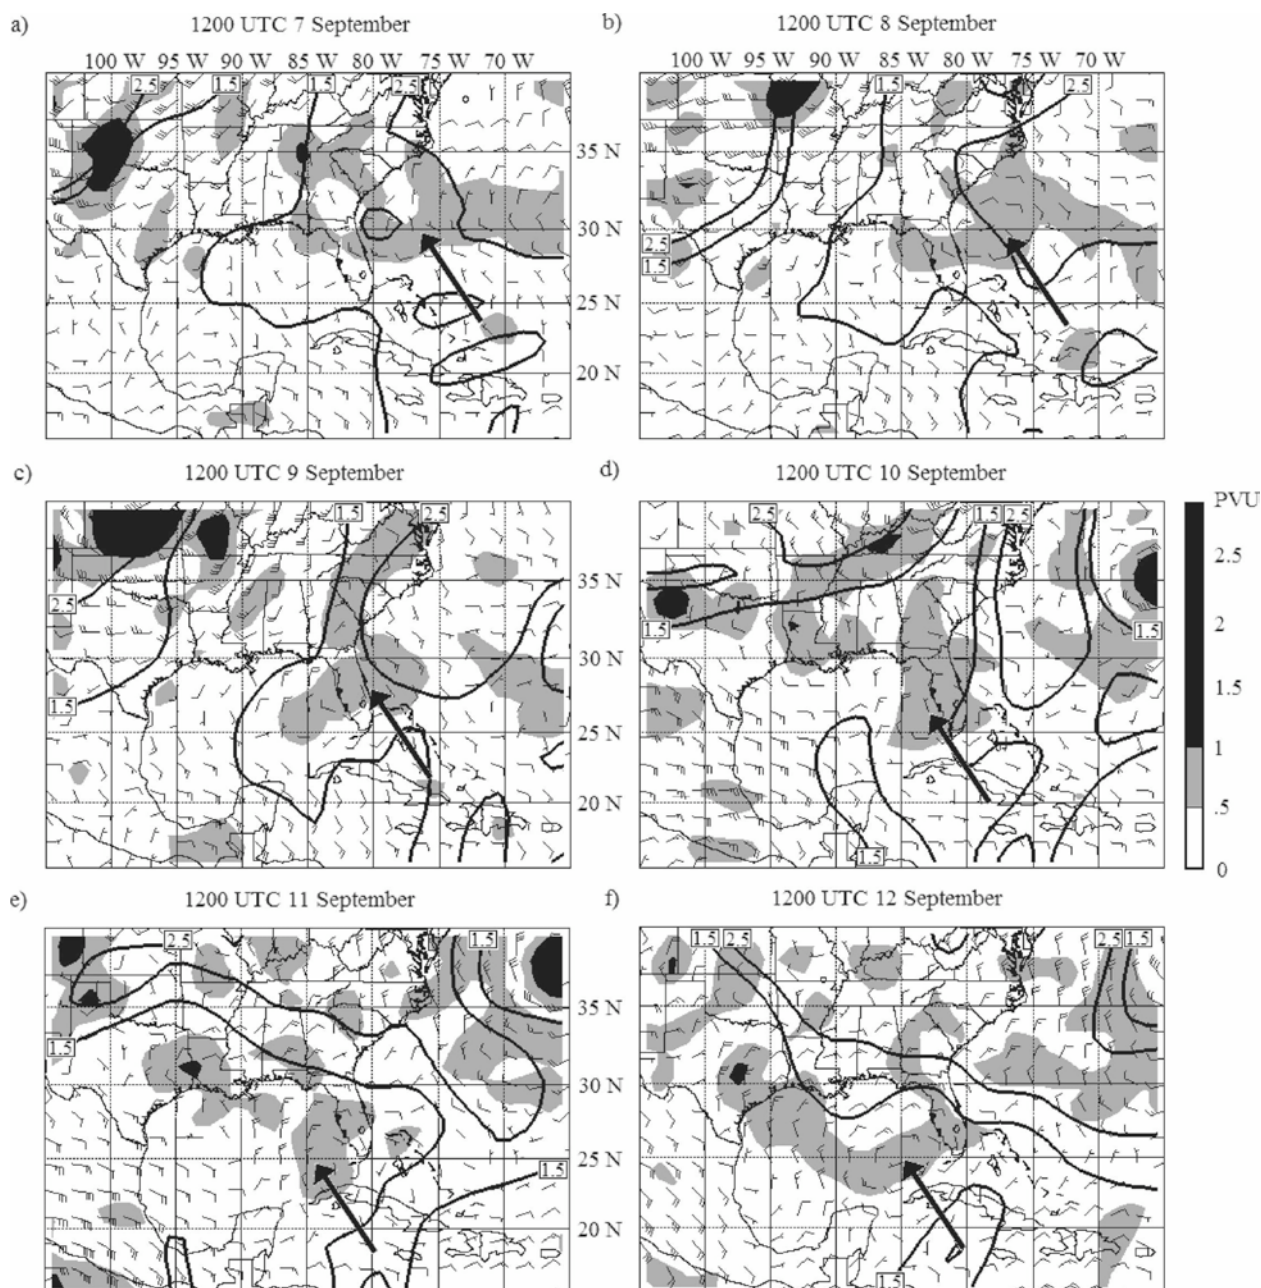 a) 1200 UTC 7 September
b) 1200 UTC 8 September
100 W 95 W 90 W 85 W 80 W 75 W 70 W
100 W 95 W 90 W 85 W 80 W 75 W 70 W
2.5 1.5 1.5 2.5
1.5 2.5
35 N
30 N
2.5
1.5
25 N
20 N
c) 1200 UTC 9 September
d) 1200 UTC 10 September
1.5 2.5
2.5 1.5 2.5
PVU
2.5
35 N
2.5
1.5 1.5
2
30 N
1.5
1.5
25 N
1
20 N
.5
1.5
0
e) 1200 UTC 11 September
f) 1200 UTC 12 September
2.5 1.5
1.5 2.5 2.5 1.5
35 N
1.5
30 N
25 N
1.5
20 N
1.5